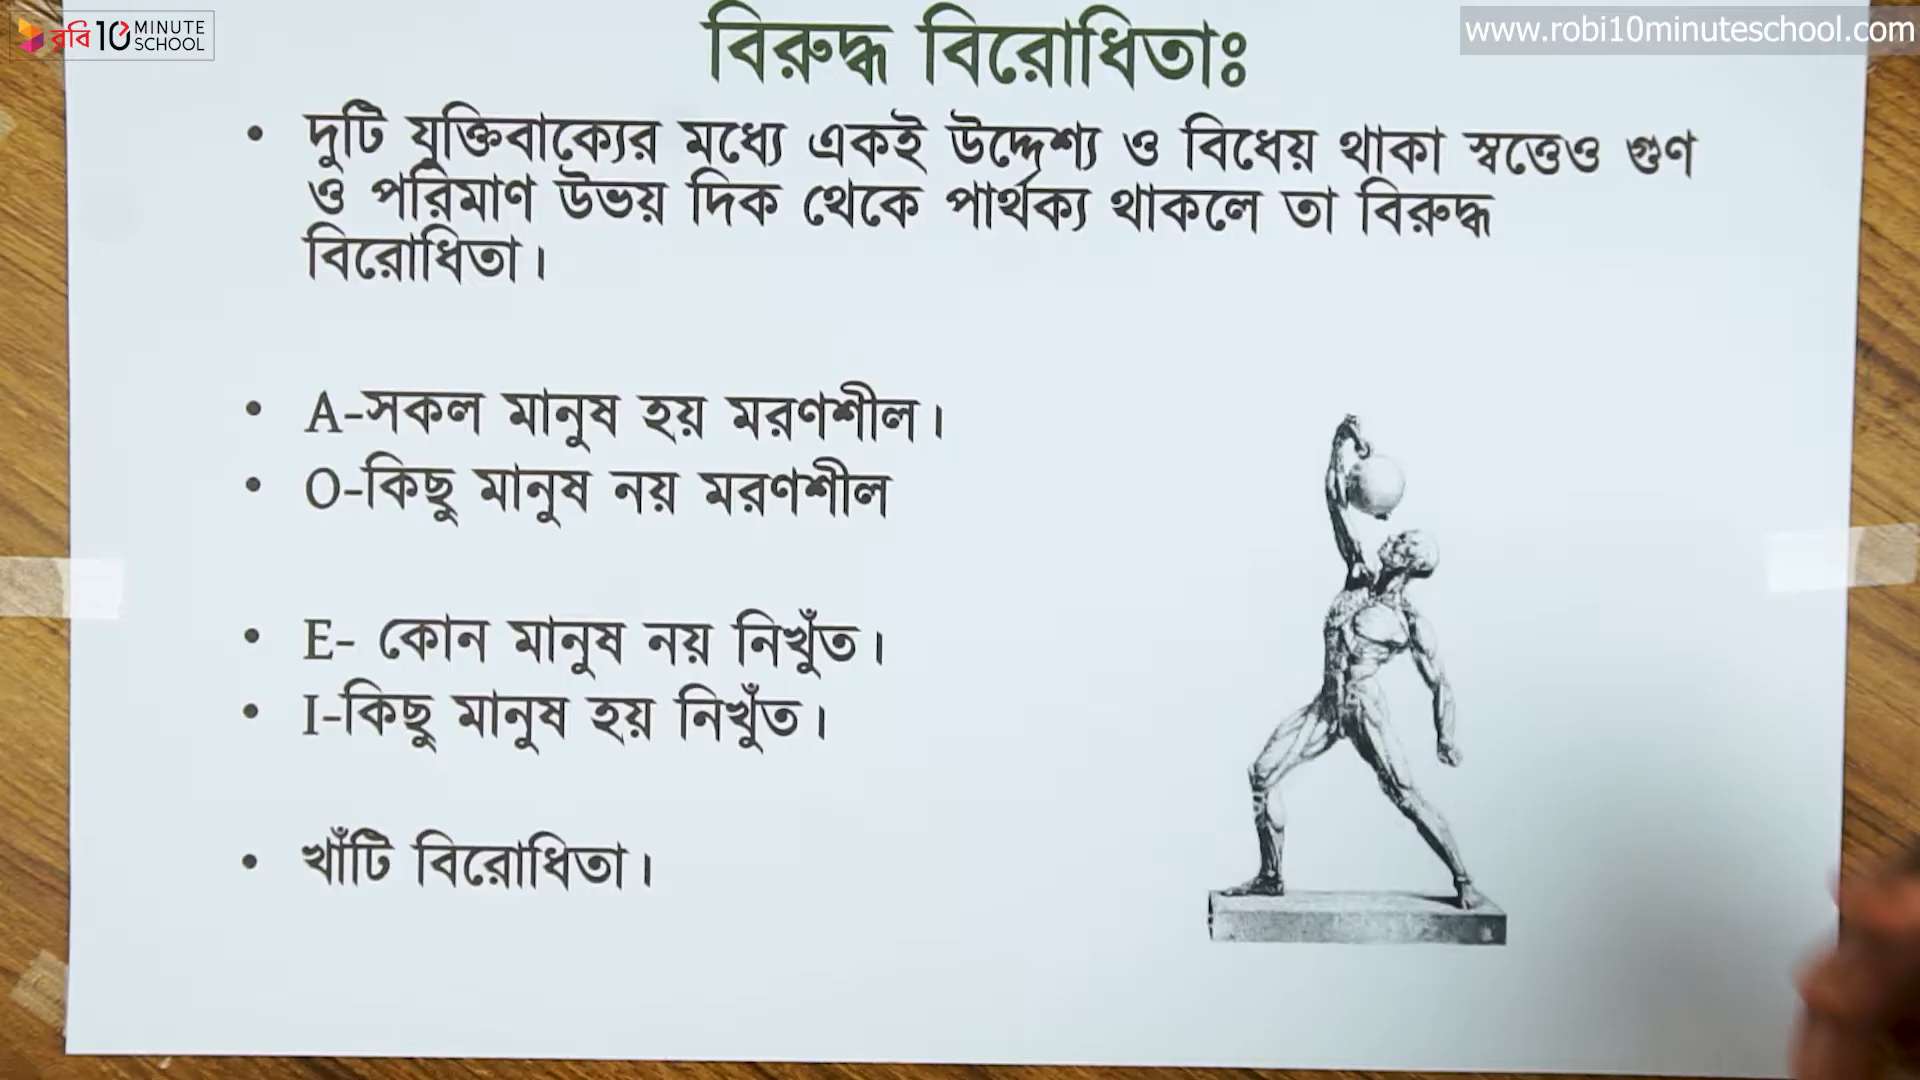 রবি 10 MINUTE SCHOOL
www.robi10minuteschool.com
বিরুদ্ধ বিরোধিতাঃ
• দুটি যুক্তিবাক্যের মধ্যে একই উদ্দেশ্য ও বিধেয় থাকা স্বত্তেও গুণ
ও পরিমাণ উভয় দিক থেকে পার্থক্য থাকলে তা বিরুদ্ধ
বিরোধিতা।
• A-সকল মানুষ হয় মরণশীল।
• O-কিছু মানুষ নয় মরণশীল
• E- কোন মানুষ নয় নিখুঁত।
• I-কিছু মানুষ হয় নিখুঁত।
• খাঁটি বিরোধিতা।